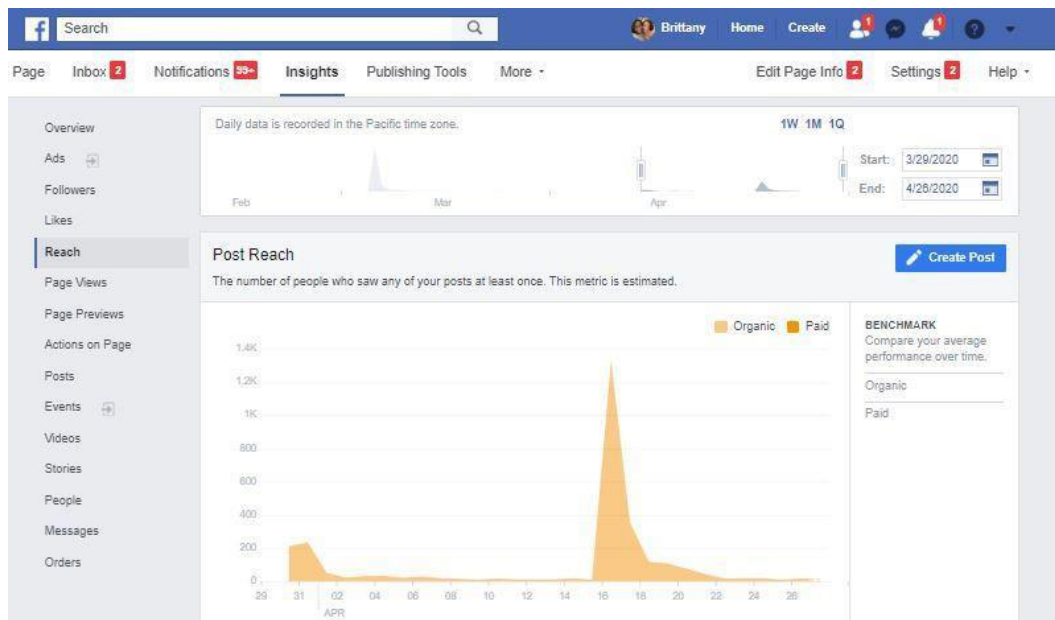 f Search Brittany Home Create 1 1 ?
Page Inbox 2 Notifications 99+ Insights Publishing Tools More Edit Page Info 2 Settings 2 Help
Overview
Ads
Followers
Likes
Reach
Page Views
Page Previews
Actions on Page
Posts
Events
Videos
Stories
People
Messages
Orders
Daily data is recorded in the Pacific time zone. 1W 1M 1Q
Start: 3/29/2020
End: 4/26/2020
Feb Mar Apr
Post Reach Create Post
The number of people who saw any of your posts at least once. This metric is estimated.
Organic Paid
1.4K
1.2K
1K
800
600
400
200
0
29 31 02 04 06 08 10 12 14 16 18 20 22 24 26
APR
BENCHMARK
Compare your average
performance over time.
Organic
Paid